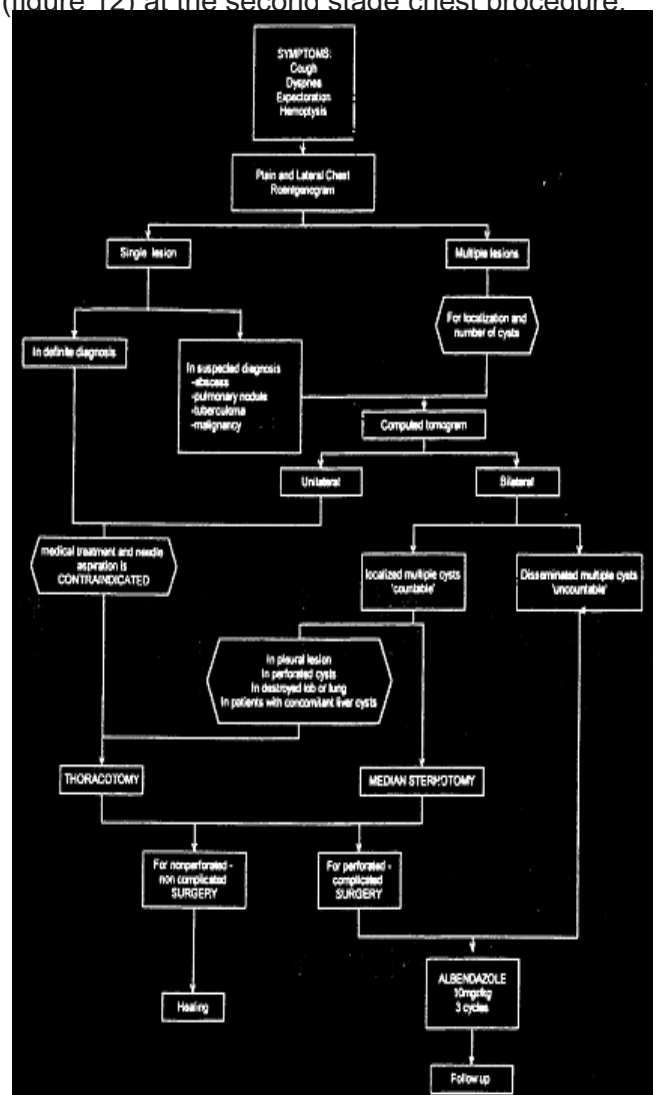 (figure 12) at the second stage chest procedure.
SYMPTOMS:
Cough
Dyspnea
Expectoration
Hemoptysis
Plain and Lateral Chest
Roentgenogram
Single lesion
Multiple lesions
For localization and
number of cysts
In definite diagnosis
In suspected diagnosis
-abscess
-pulmonary nodule
-tuberculoma
-malignancy
Computed tomogram
Unilateral
Bilateral
medical treatment and needle
aspiration is
CONTRAINDICATED
localized multiple cysts
'countable'
Disseminated multiple cysts
'uncountable'
In pleural lesion
In perforated cysts
In destroyed lob or lung
In patients with concomitant liver cysts
THORACOTOMY
MEDIAN STERNOTOMY
For nonperforated -
non complicated
SURGERY
For perforated -
complicated
SURGERY
Healing
ALBENDAZOLE
10mg/kg
3 cycles
Follow up